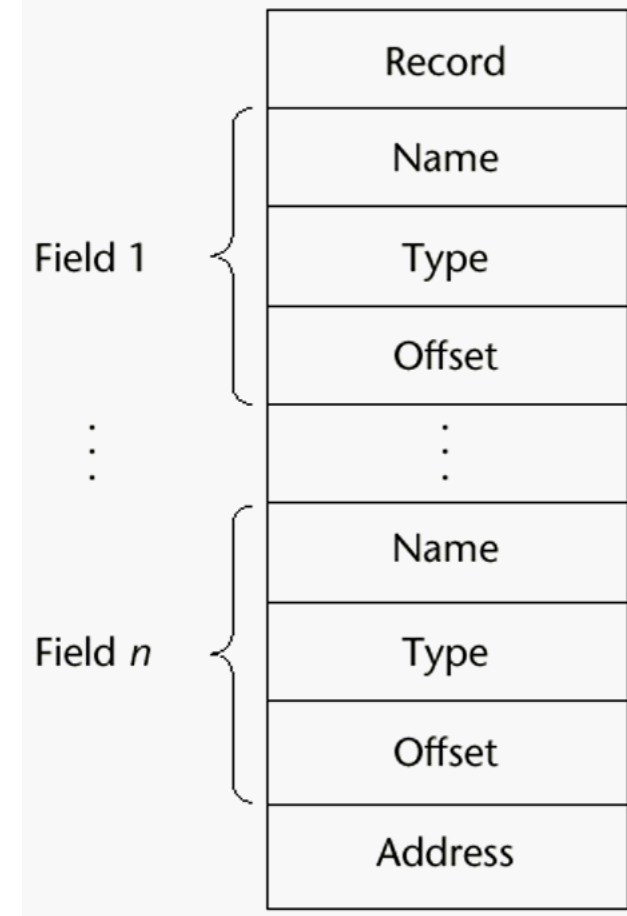 Record
Name
Field 1
Type
Offset
Name
Field n
Type
Offset
Address